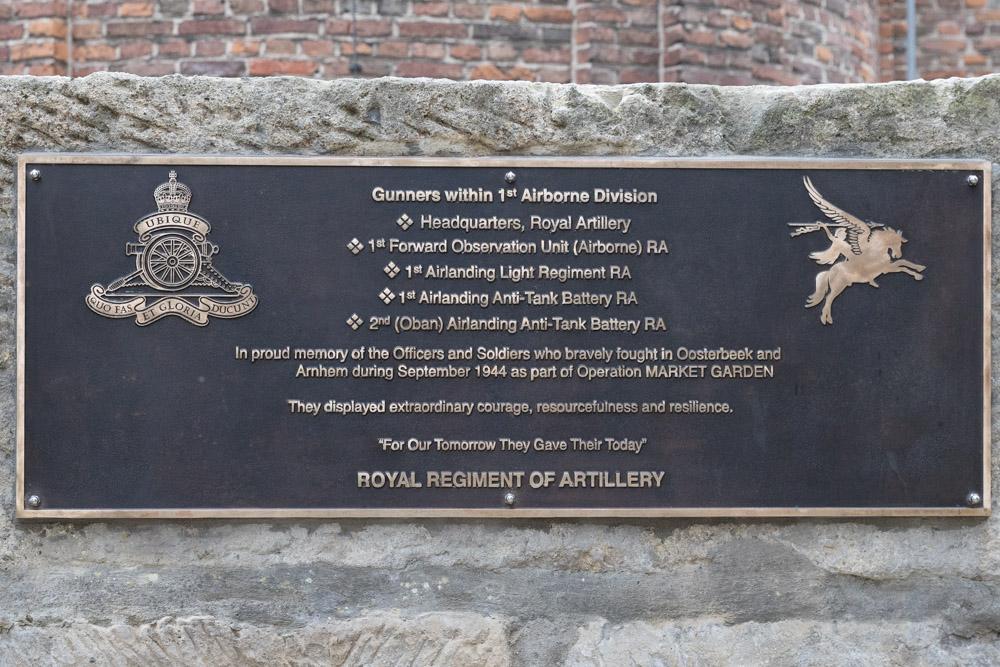 UBIQUE
QUO FAS ET GLORIA DUCUNT
Gunners within 1st Airborne Division
❖ Headquarters, Royal Artillery
❖ 1st Forward Observation Unit (Airborne) RA
❖ 1st Airlanding Light Regiment RA
❖ 1st Airlanding Anti-Tank Battery RA
❖ 2nd (Oban) Airlanding Anti-Tank Battery RA
In proud memory of the Officers and Soldiers who bravely fought in Oosterbeek and
Arnhem during September 1944 as part of Operation MARKET GARDEN
They displayed extraordinary courage, resourcefulness and resilience.
"For Our Tomorrow They Gave Their Today"
ROYAL REGIMENT OF ARTILLERY